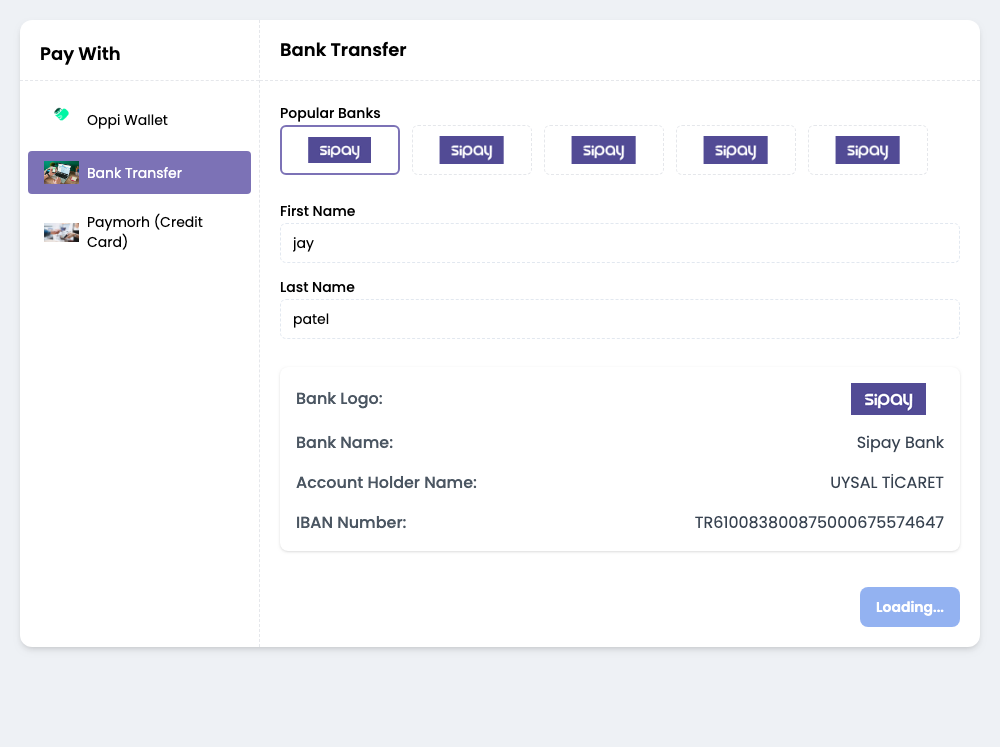 Pay With
Oppi Wallet
Bank Transfer
Paymorh (Credit
Card)
Bank Transfer
Popular Banks
sipay
sipay
sipay
sipay
sipay
First Name
jay
Last Name
patel
Bank Logo:
sipay
Bank Name:
Sipay Bank
Account Holder Name:
UYSAL TİCARET
IBAN Number:
TR610083800875000675574647
Loading...